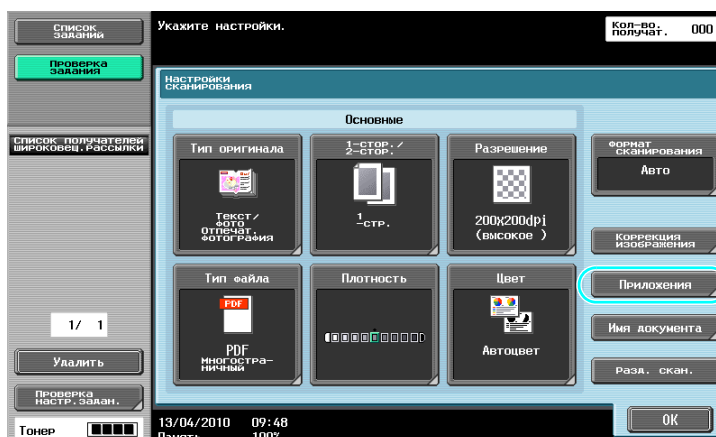 Список
заданий
Проверка
задания
Список получателей
широковещ.рассылки
1/ 1
Удалить
Проверка
настр.задан.
Тонер
Укажите настройки.
Кол-во.
получат.
000
Настройки
сканирования
Основные
Тип оригинала
Текст/
фото
Отпечат.
фотография
1-стор./
2-стор.
1
-стр.
Разрешение
200X200dpi
(высокое )
Формат
сканирования
Авто
Коррекция
изображения
Тип файла
PDF
PDF
многостра-
ничный
Плотность
Цвет
Автоцвет
Приложения
Имя документа
Разд. скан.
OK
13/04/2010 09:48
Память 100%